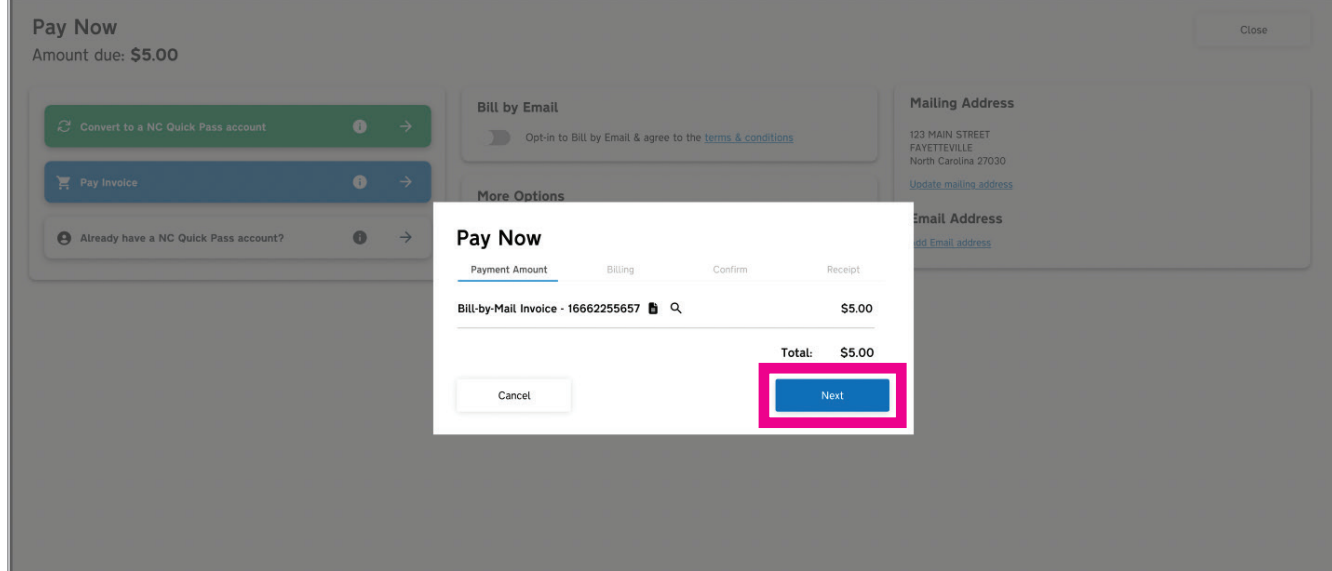 Pay Now
Amount due: $5.00
Close
Convert to a NC Quick Pass account
Pay Invoice
Already have a NC Quick Pass account?
Bill by Email
Opt-in to Bill by Email & agree to the terms & conditions
More Options
Mailing Address
123 MAIN STREET
FAYETTEVILLE
North Carolina 27030
Update mailing address
Email Address
Add Email address
Pay Now
Payment Amount Billing Confirm Receipt
Bill-by-Mail Invoice - 16662255657 $5.00
Total: $5.00
Cancel Next